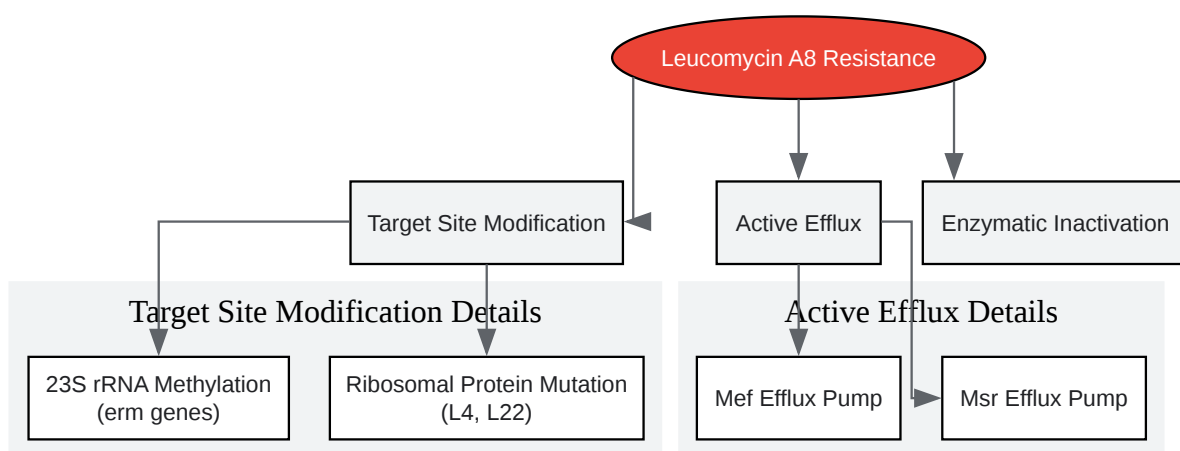 Leucomycin A8 Resistance
Target Site Modification
Active Efflux
Enzymatic Inactivation
Target Site Modification Details
Active Efflux Details
23S rRNA Methylation
(erm genes)
Ribosomal Protein Mutation
(L4, L22)
Mef Efflux Pump
Msr Efflux Pump